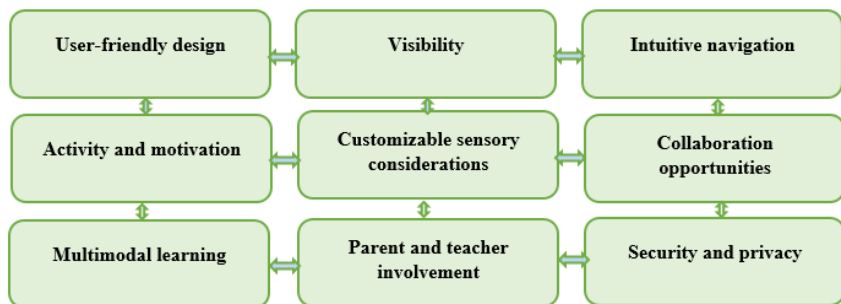 User-friendly design
Visibility
Intuitive navigation
Activity and motivation
Customizable sensory
considerations
Collaboration
opportunities
Multimodal learning
Parent and teacher
involvement
Security and privacy